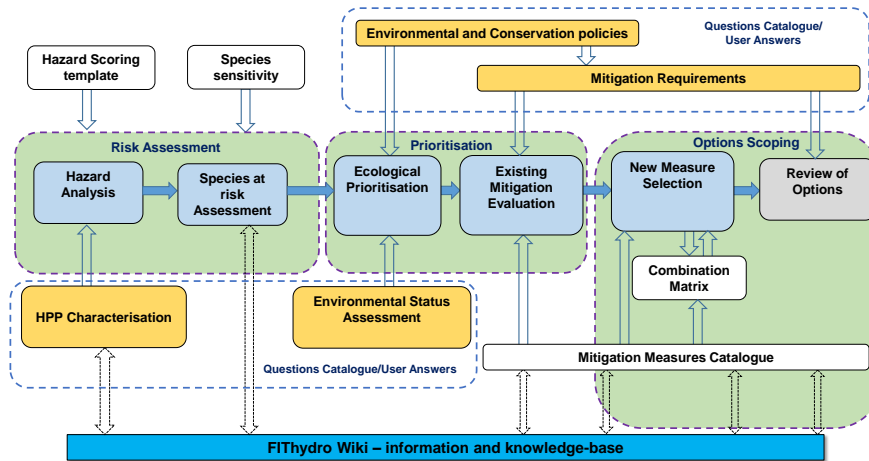 Environmental and Conservation policies
Questions Catalogue/
User Answers
Hazard Scoring
template
Species
sensitivity
Mitigation Requirements
Risk Assessment
Prioritisation
Options Scoping
Hazard
Analysis
Species at
risk
Assessment
Ecological
Prioritisation
Existing
Mitigation
Evaluation
New Measure
Selection
Review of
Options
Combination
Matrix
HPP Characterisation
Environmental Status
Assessment
Mitigation Measures Catalogue
Questions Catalogue/User Answers
FIThydro Wiki – information and knowledge-base